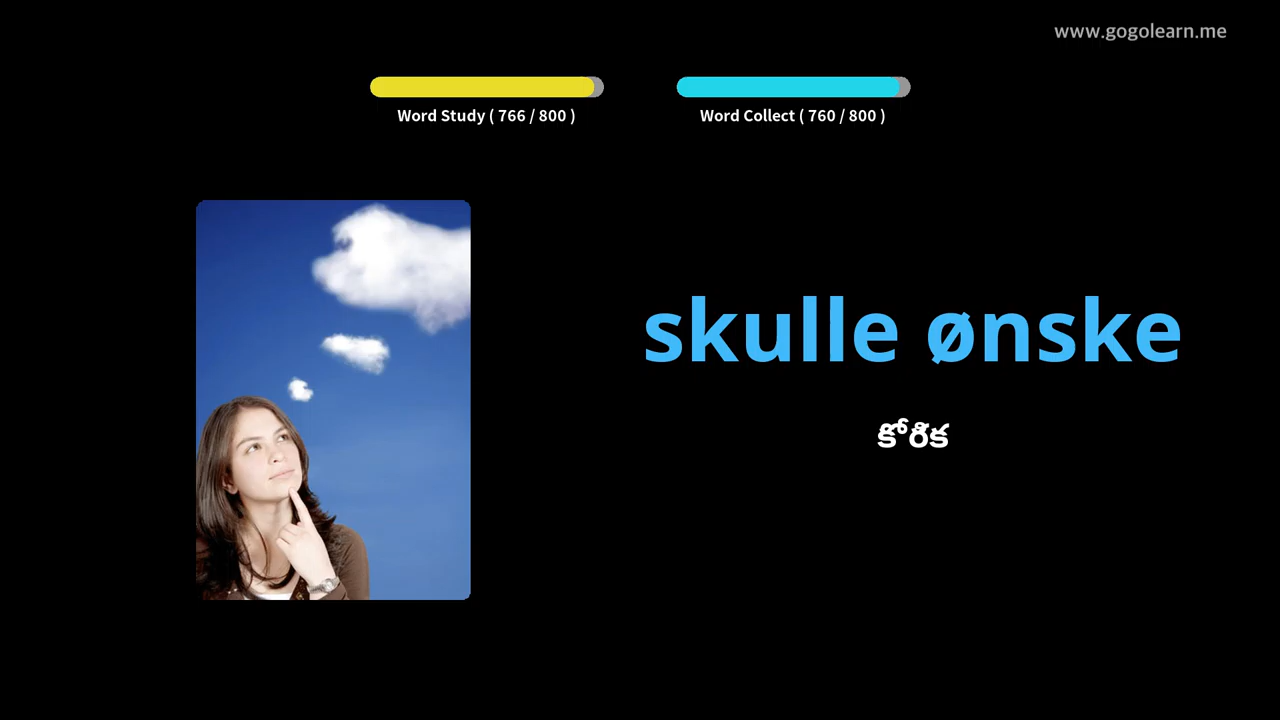 www.gogolearn.me
Word Study ( 766 / 800 )
Word Collect ( 760 / 800 )
skulle ønske
కోరిక